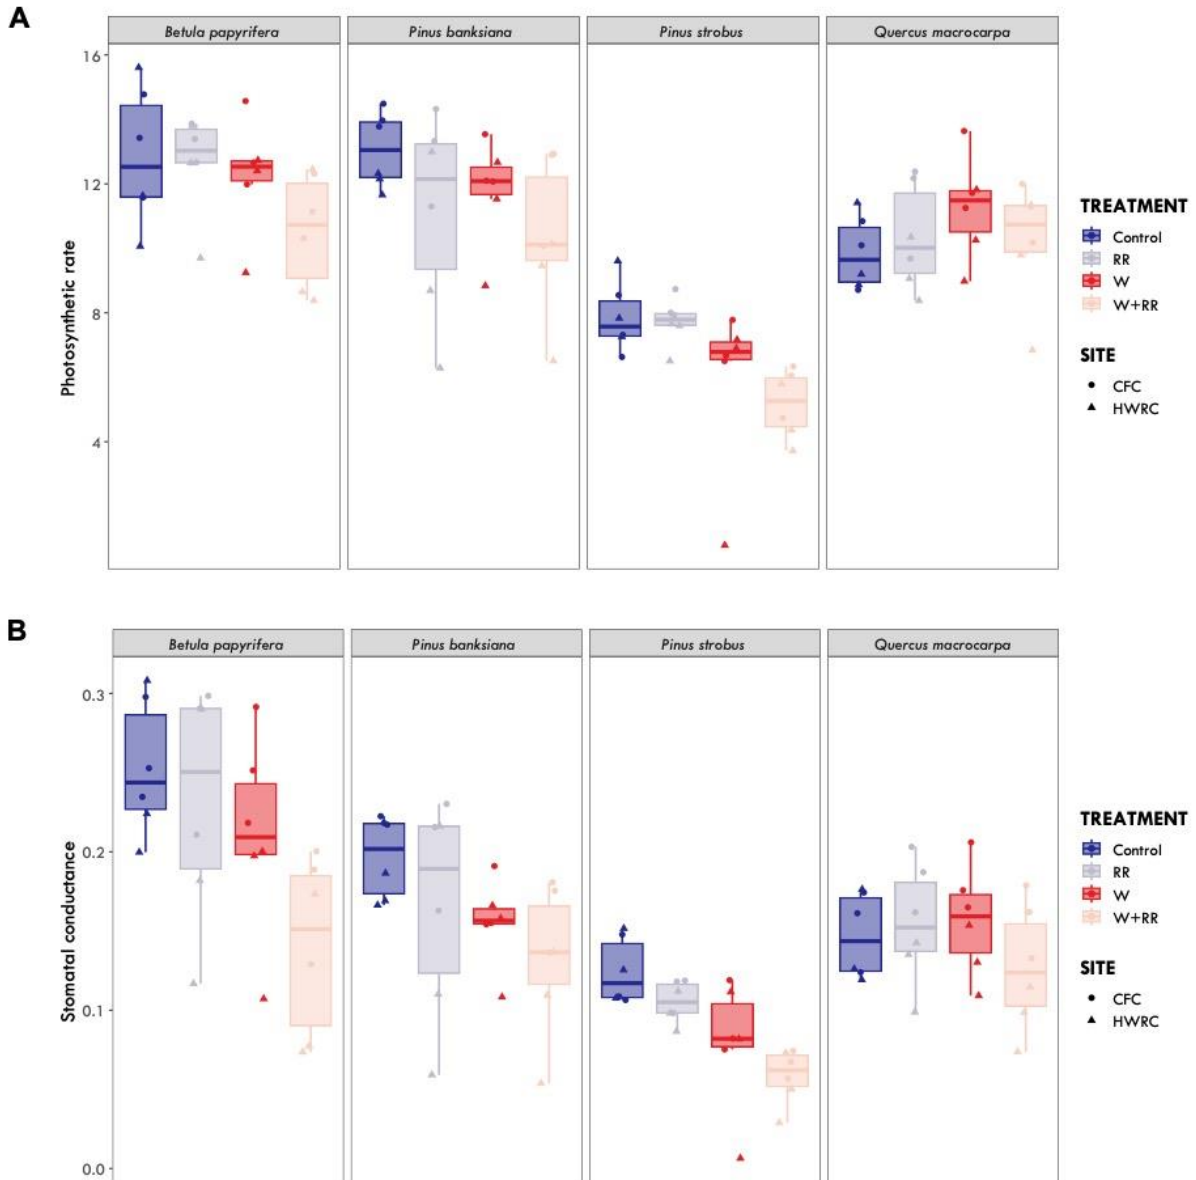 A
Betula papyrifera
Pinus banksiana
Pinus strobus
Quercus macrocarpa
Photosynthetic rate
16
12
8
4
TREATMENT
Control
RR
W
W+RR
SITE
CFC
HWRC
B
Betula papyrifera
Pinus banksiana
Pinus strobus
Quercus macrocarpa
Stomatal conductance
0.3
0.2
0.1
0.0
TREATMENT
Control
RR
W
W+RR
SITE
CFC
HWRC